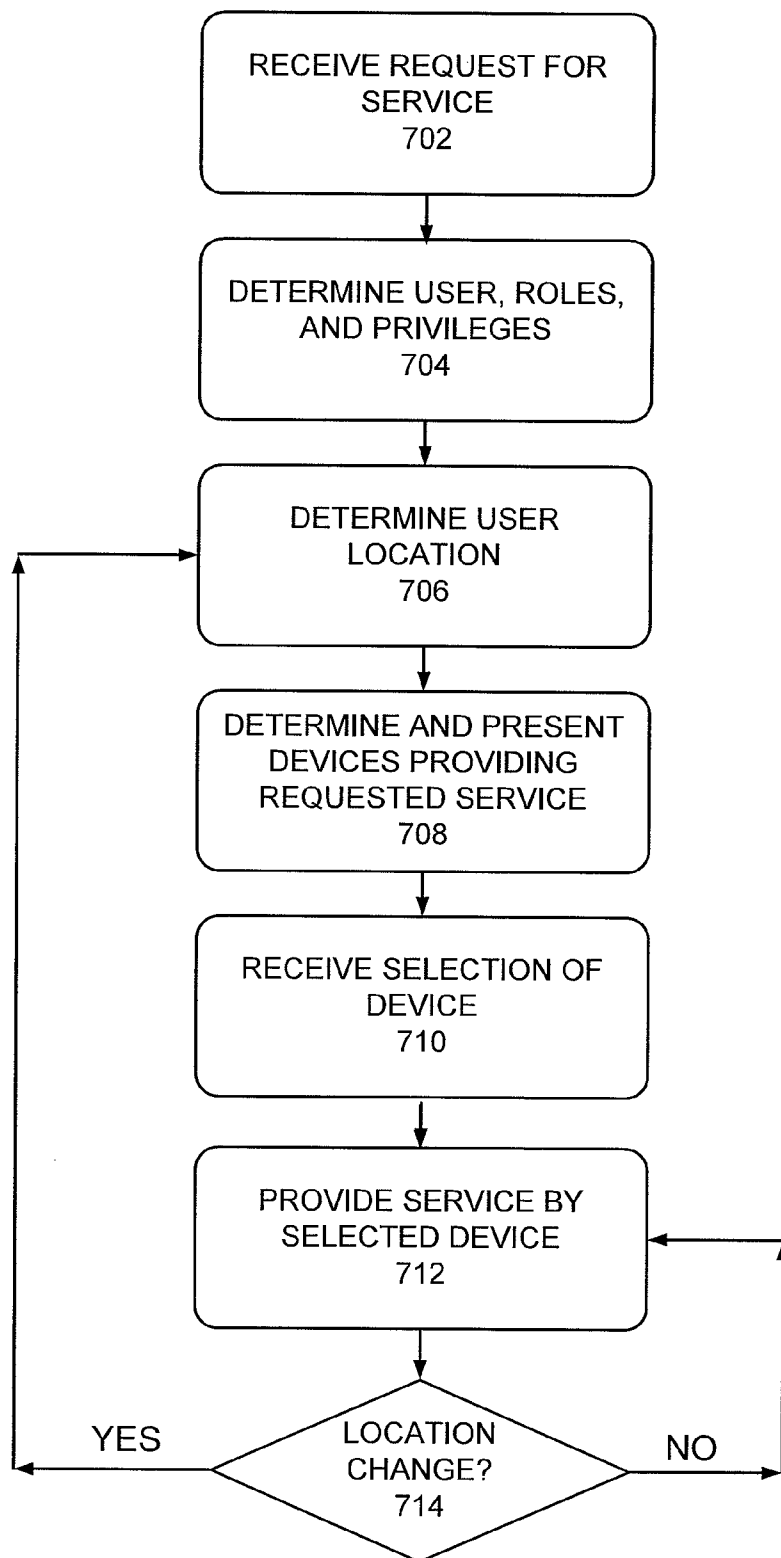 RECEIVE REQUEST FOR
SERVICE
702
DETERMINE USER, ROLES,
AND PRIVILEGES
704
DETERMINE USER
LOCATION
706
DETERMINE AND PRESENT
DEVICES PROVIDING
REQUESTED SERVICE
708
RECEIVE SELECTION OF
DEVICE
710
PROVIDE SERVICE BY
SELECTED DEVICE
712
YES
LOCATION
CHANGE?
714
NO